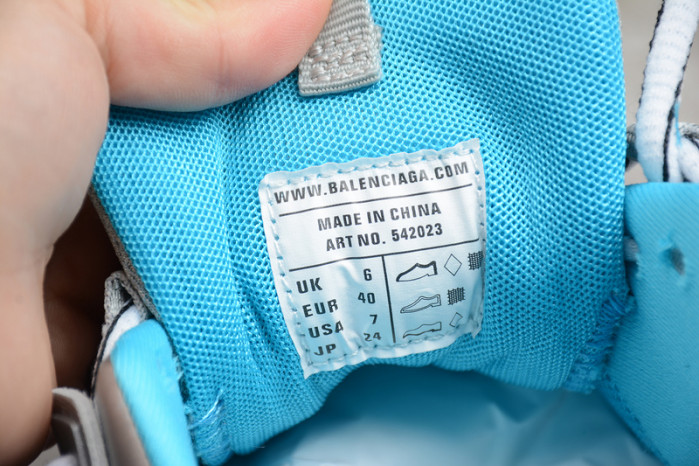 WWW.BALENCIAGA.COM
MADE IN CHINA
ART NO. 542023
UK 6
EUR 40
USA 7
JP 24